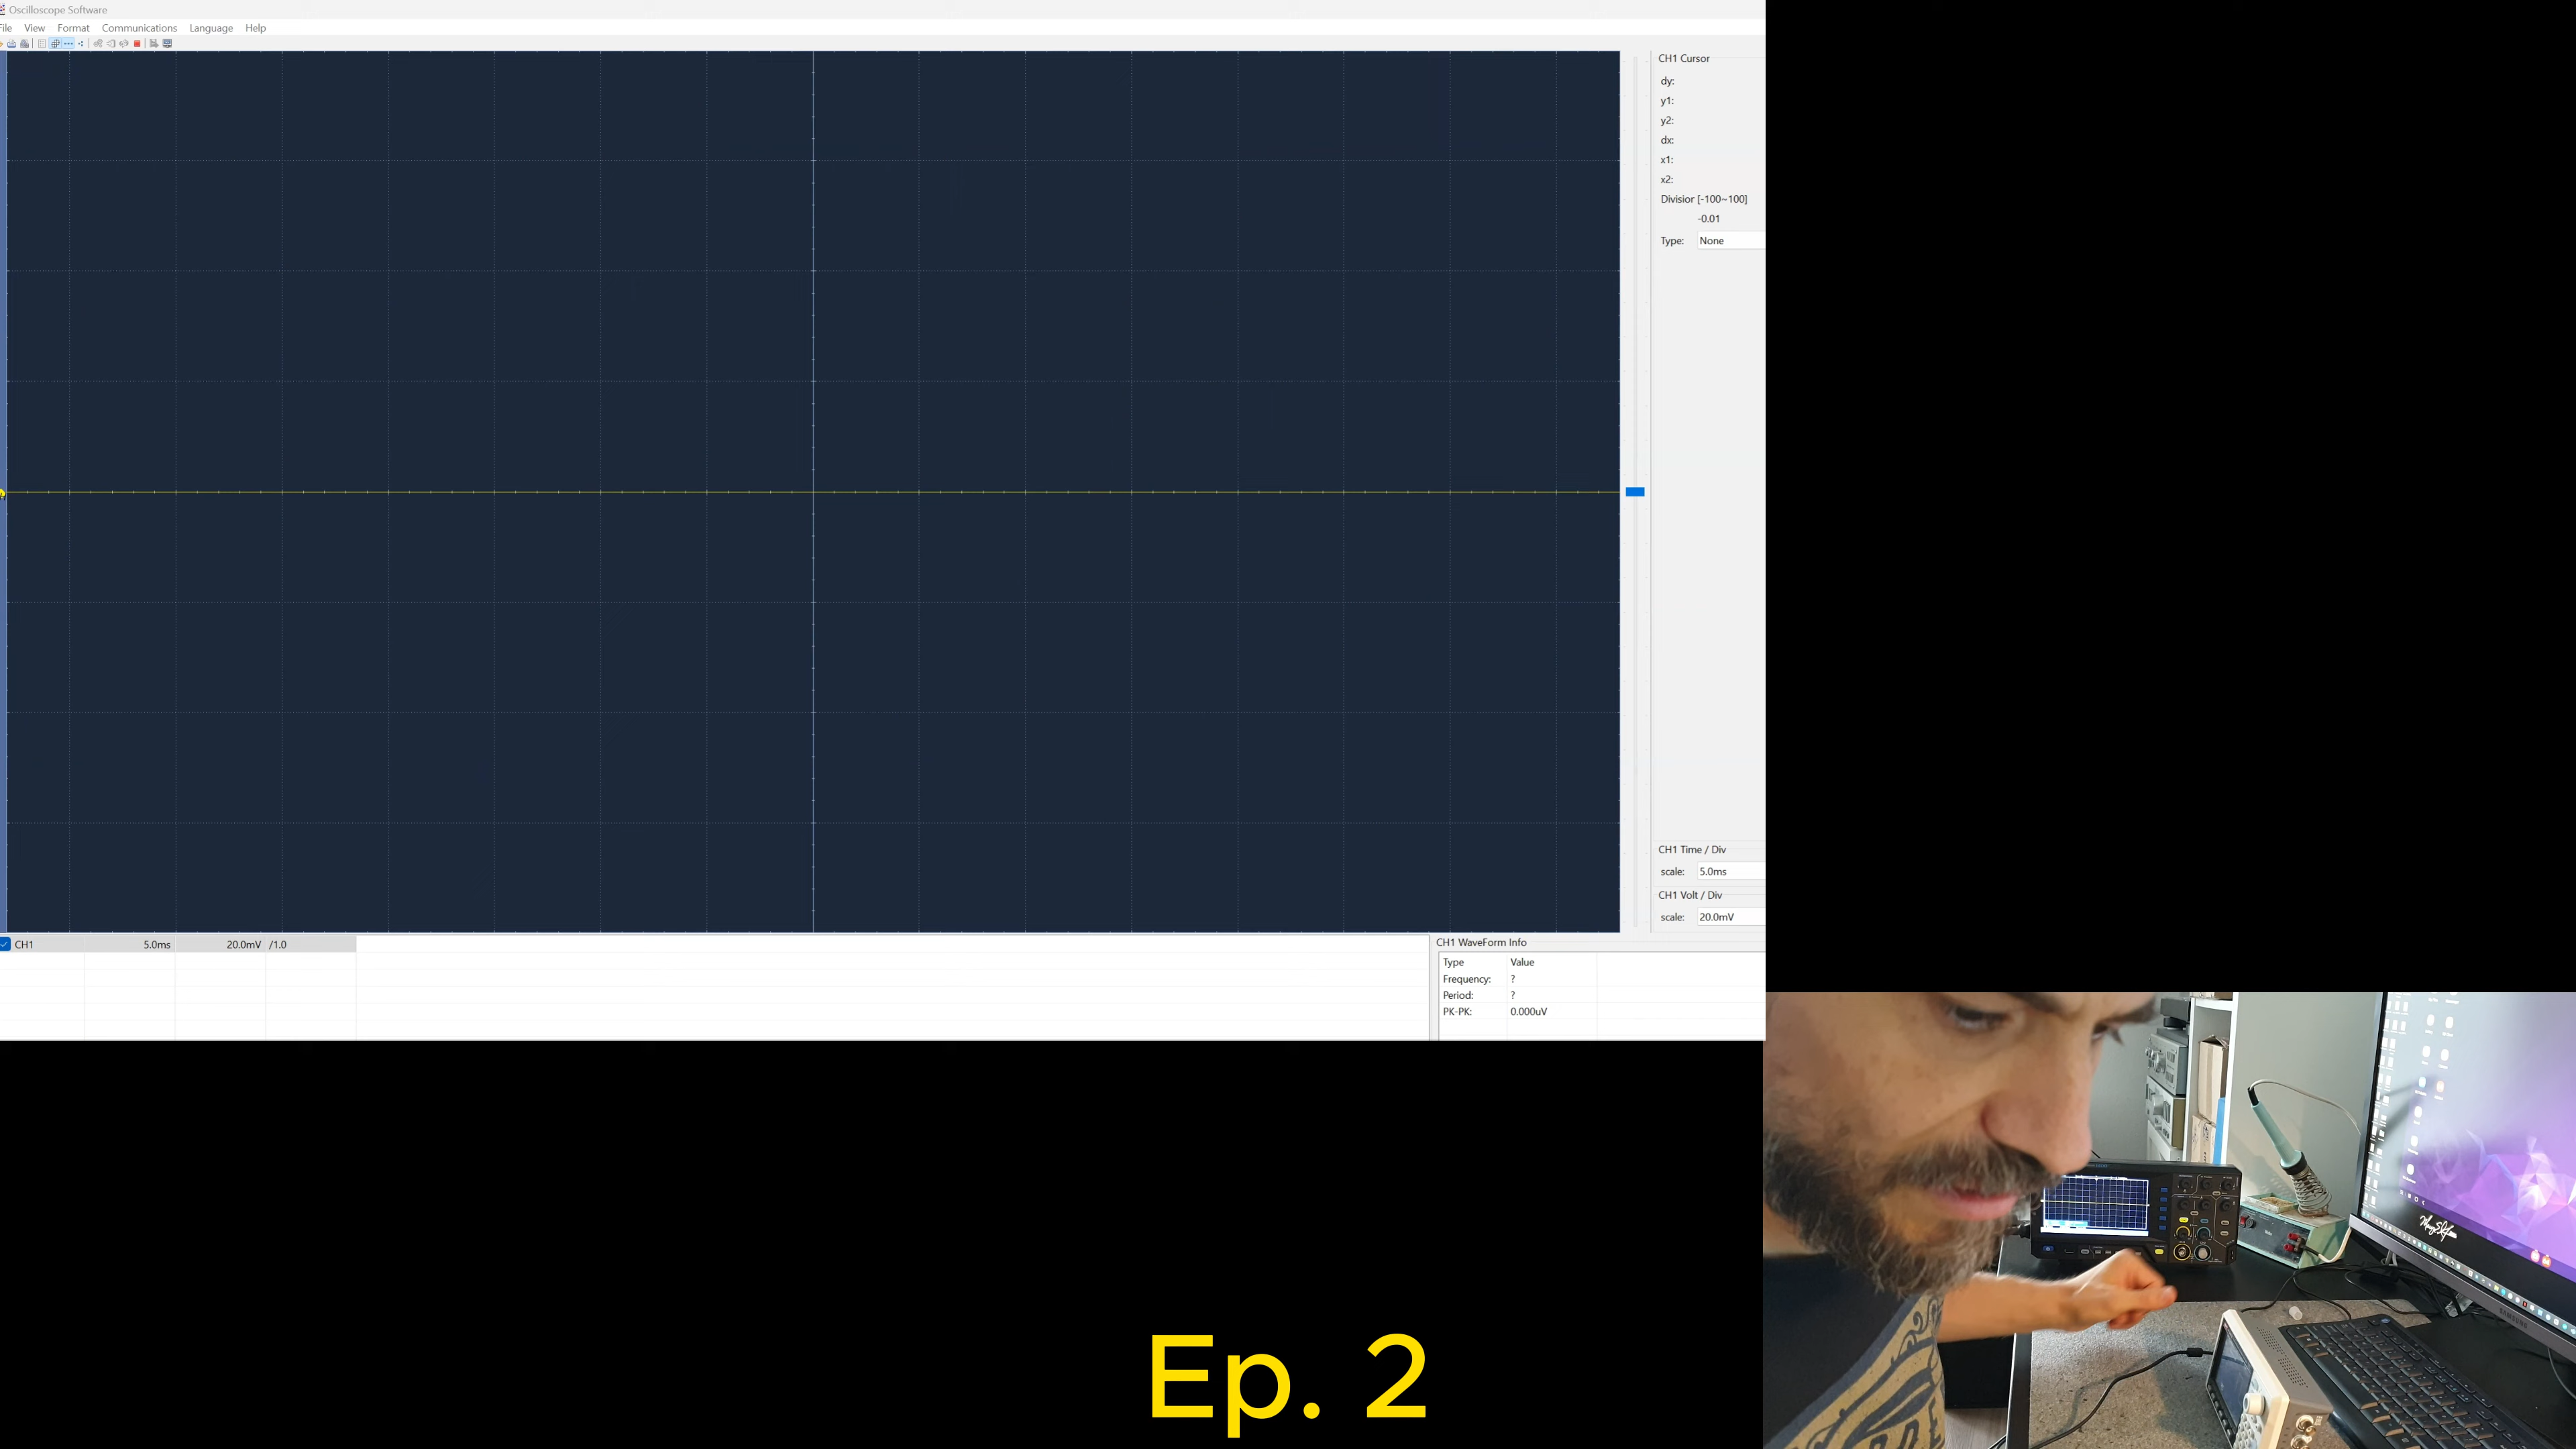 Oscilloscope Software
File View Format Communications Language Help
CH1 Cursor
dy:
y1:
y2:
dx:
x1:
x2:
Divisior [-100~100]
-0.01
Type: None
CH1 Time / Div
scale: 5.0ms
CH1 Volt / Div
scale: 20.0mV
CH1 5.0ms 20.0mV /1.0
CH1 WaveForm Info
Type Value
Frequency: ?
Period: ?
PK-PK: 0.000uV
SAMSUNG
Ep. 2